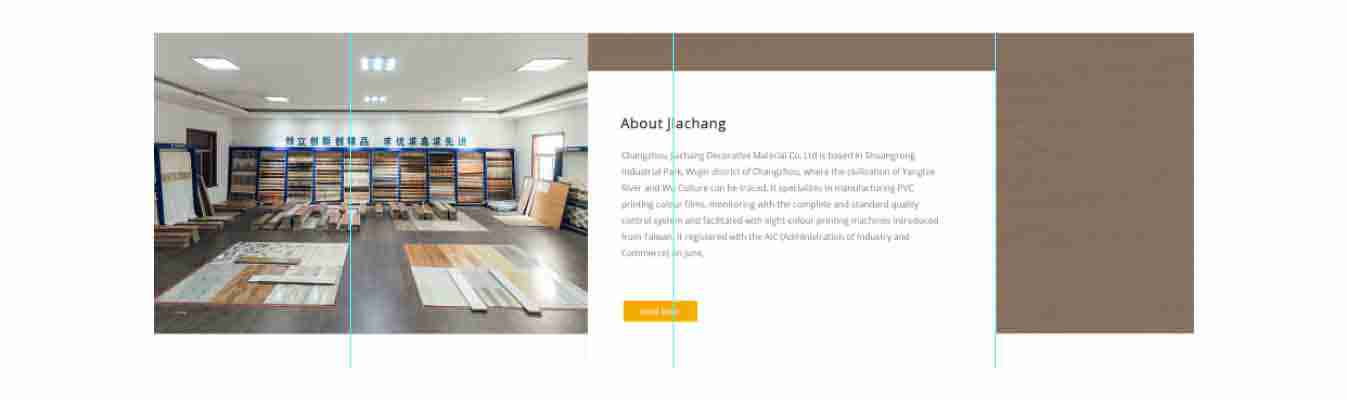 创立创新创精品 求优求高求先进
About Jiachang
Changzhou Jiachang Decorative Material Co, Ltd is based in Shuangrong
Industrial Park, Wujin district of Changzhou, where the civilization of Yangtze
River and Wu Culture can be traced. It specializes in manufacturing PVC
printing colour films, monitoring with the complete and standard quality
control system and facilitated with eight-colour printing machines introduced
from Taiwan. It registered with the AIC (Administration of Industry and
Commerce) on June,